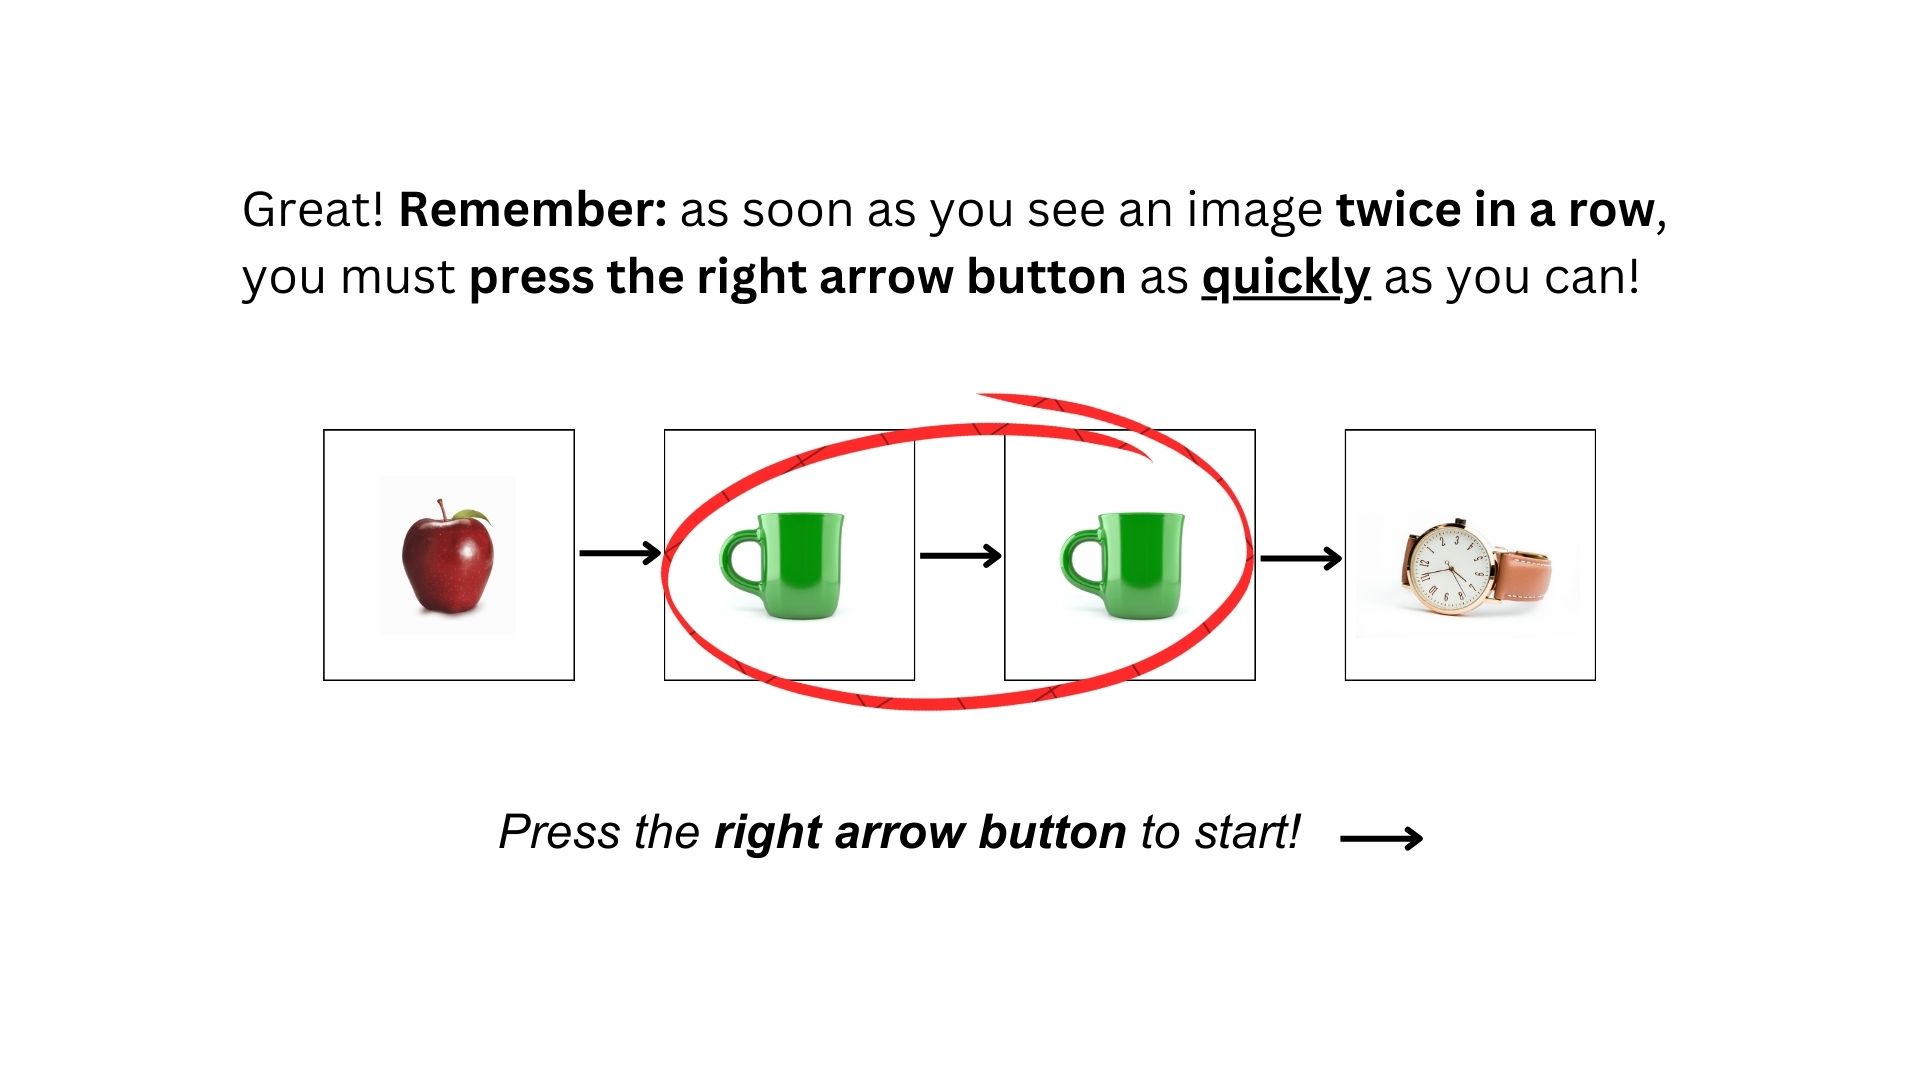 Great! Remember: as soon as you see an image twice in a row,
you must press the right arrow button as quickly as you can!
Press the right arrow button to start!